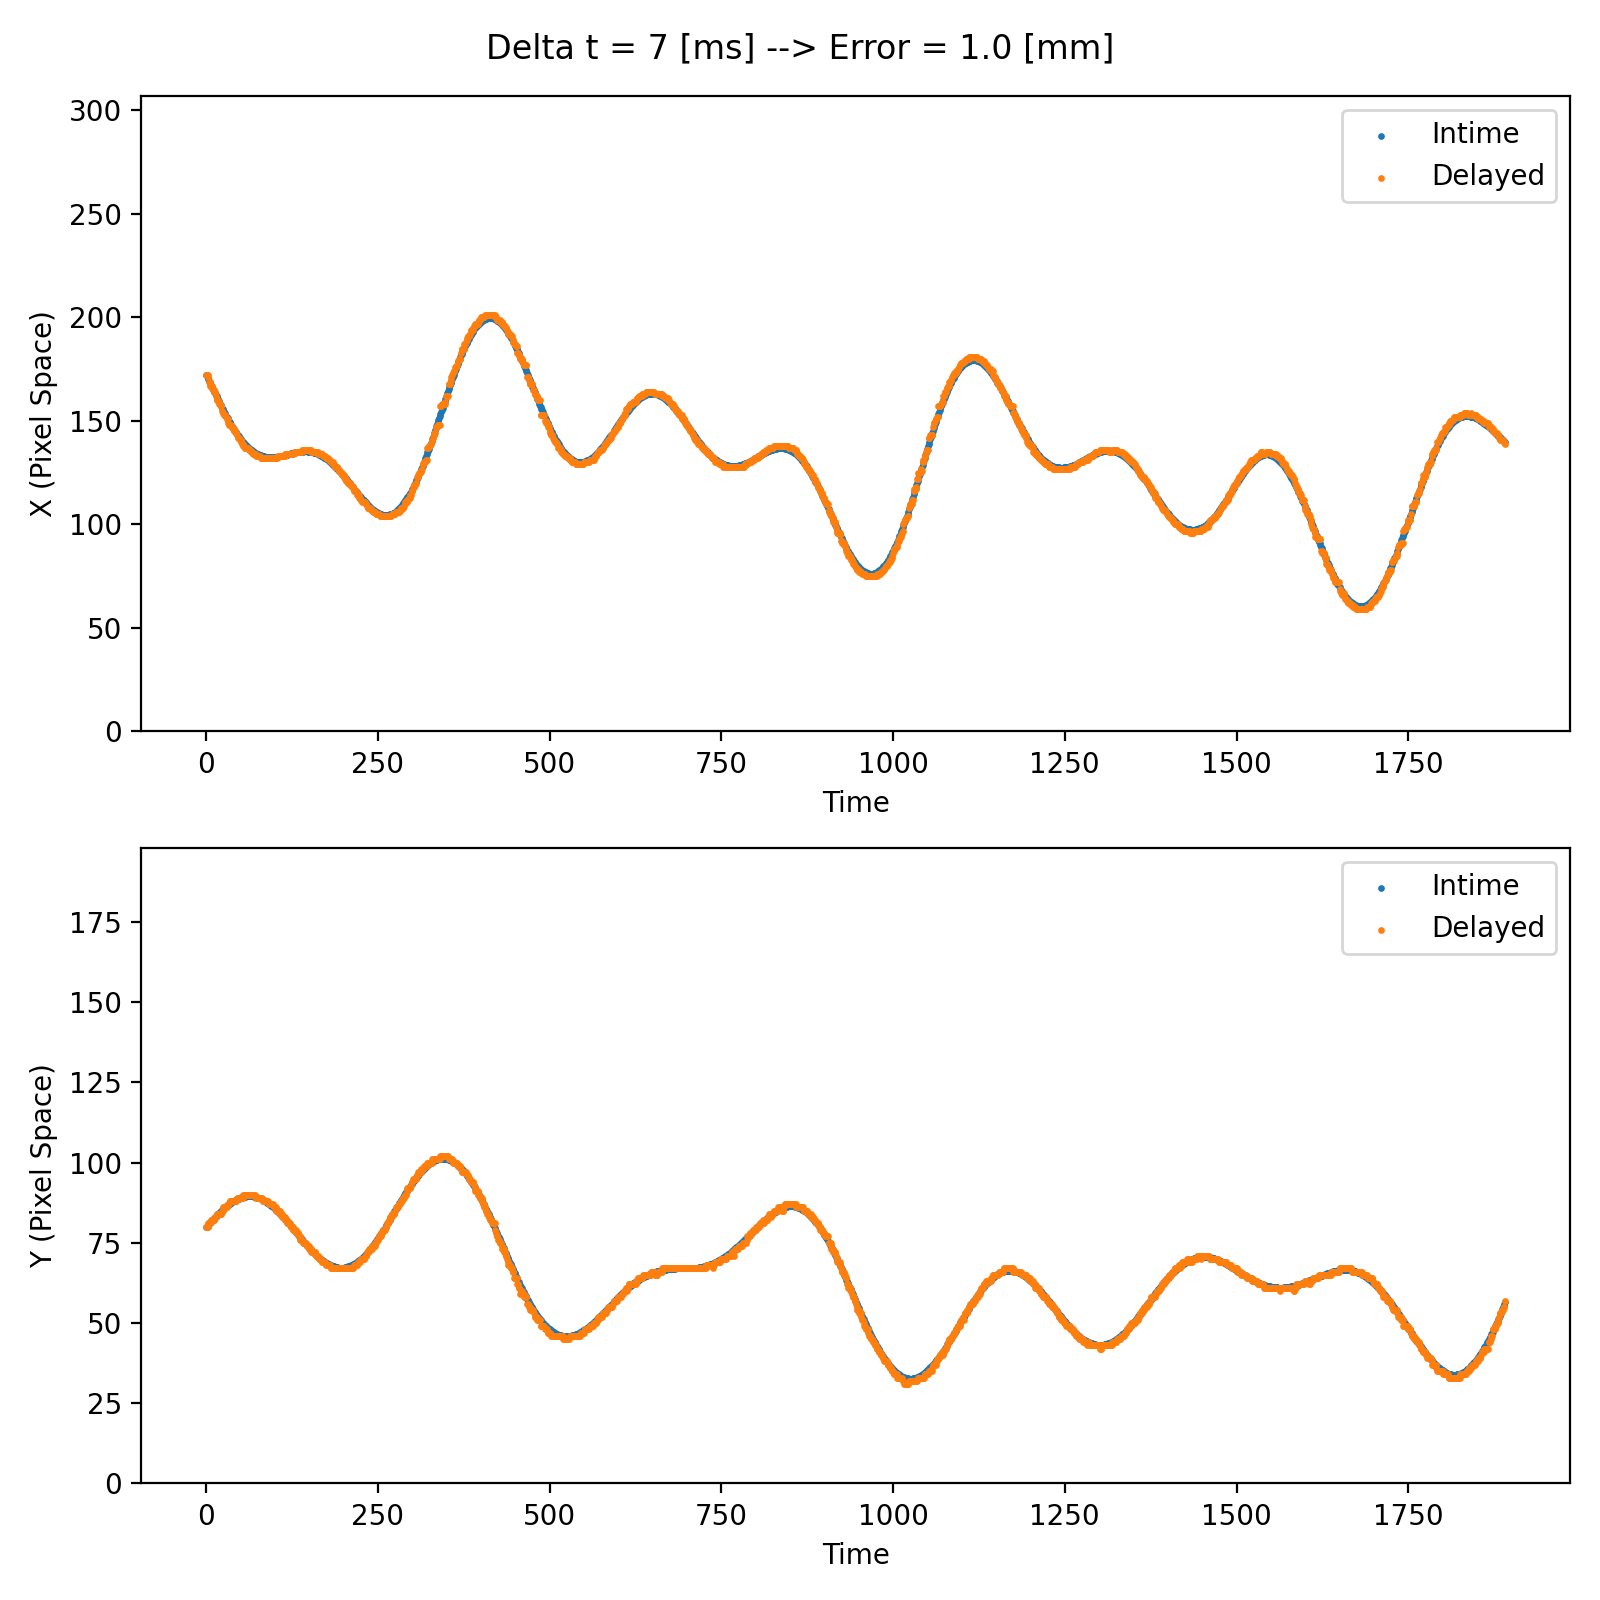 Delta t = 7 [ms] --> Error = 1.0 [mm]
300
250
200
150
100
50
0
X (Pixel Space)
Intime
Delayed
0 250 500 750 1000 1250 1500 1750
Time
175
150
125
100
75
50
25
0
Y (Pixel Space)
Intime
Delayed
0 250 500 750 1000 1250 1500 1750
Time